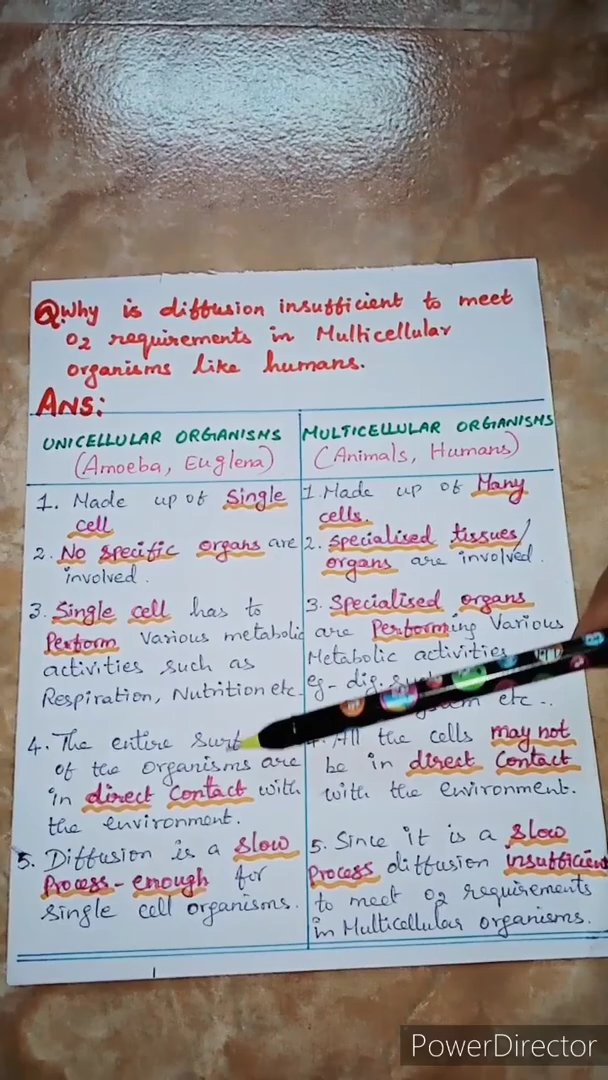 Q. Why is diffusion insufficient to meet
O2 requirements in Multicellular
organisms like humans.
ANS:
UNICELLULAR ORGANISMS
(Amoeba, Euglena)
1. Made up of Single
cell
2. No specific organs are
involved.
3. Single cell has to
Perform Various metabolic
activities such as
Respiration, Nutrition etc.
4. The entire
of the organisms are
in direct Contact with
the environment.
5. Diffusion is a slow
Process - enough for
single cell organisms.
MULTICELLULAR ORGANISMS
(Animals, Humans)
1. Made up of Many
cells.
2. Specialised tissues/
organs are involved.
3. Specialised organs
are Performing Various
Metabolic activities
eg - dig.
etc -.
All the cells may not
be in direct Contact
with the environment.
5. Since it is a slow
Process diffusion insufficient
to meet O2 requirements
in Multicellular organisms.
PowerDirector